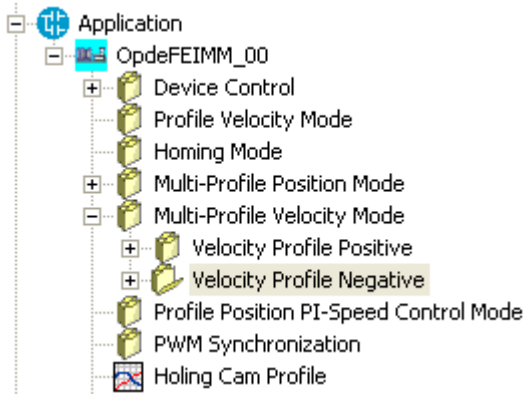 Application
OpdeFEIMM_00
Device Control
Profile Velocity Mode
Homing Mode
Multi-Profile Position Mode
Multi-Profile Velocity Mode
Velocity Profile Positive
Velocity Profile Negative
Profile Position PI-Speed Control Mode
PWM Synchronization
Holing Cam Profile